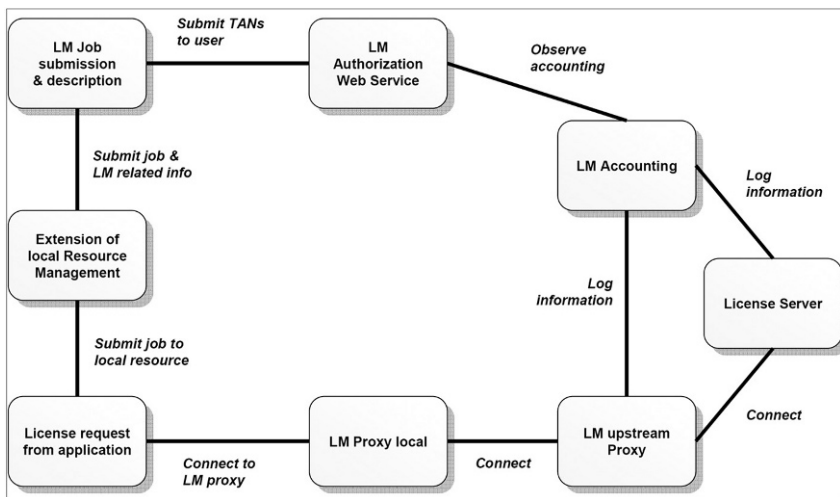 Submit TANs
to user
LM Job
submission
& description
LM
Authorization
Web Service
Observe
accounting
LM Accounting
Submit job &
LM related info
Log
information
Extension of
local Resource
Management
Log
information
License Server
Submit job to
local resource
License request
from application
LM Proxy local
LM upstream
Proxy
Connect
Connect to
LM proxy
Connect